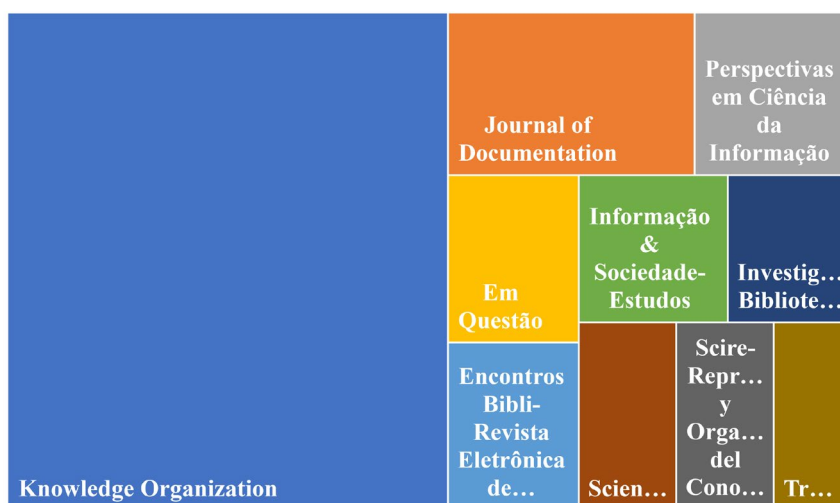 Knowledge Organization
Journal of
Documentation
Perspectivas
em Ciência
da
Informação
Em
Questão
Informação
&
Sociedade-
Estudos
Investig...
Bibliote...
Encontros
Bibli-
Revista
Eletrônica
de...
Scien...
Scire-
Repr...
y
Orga...
del
Cono...
Tr...